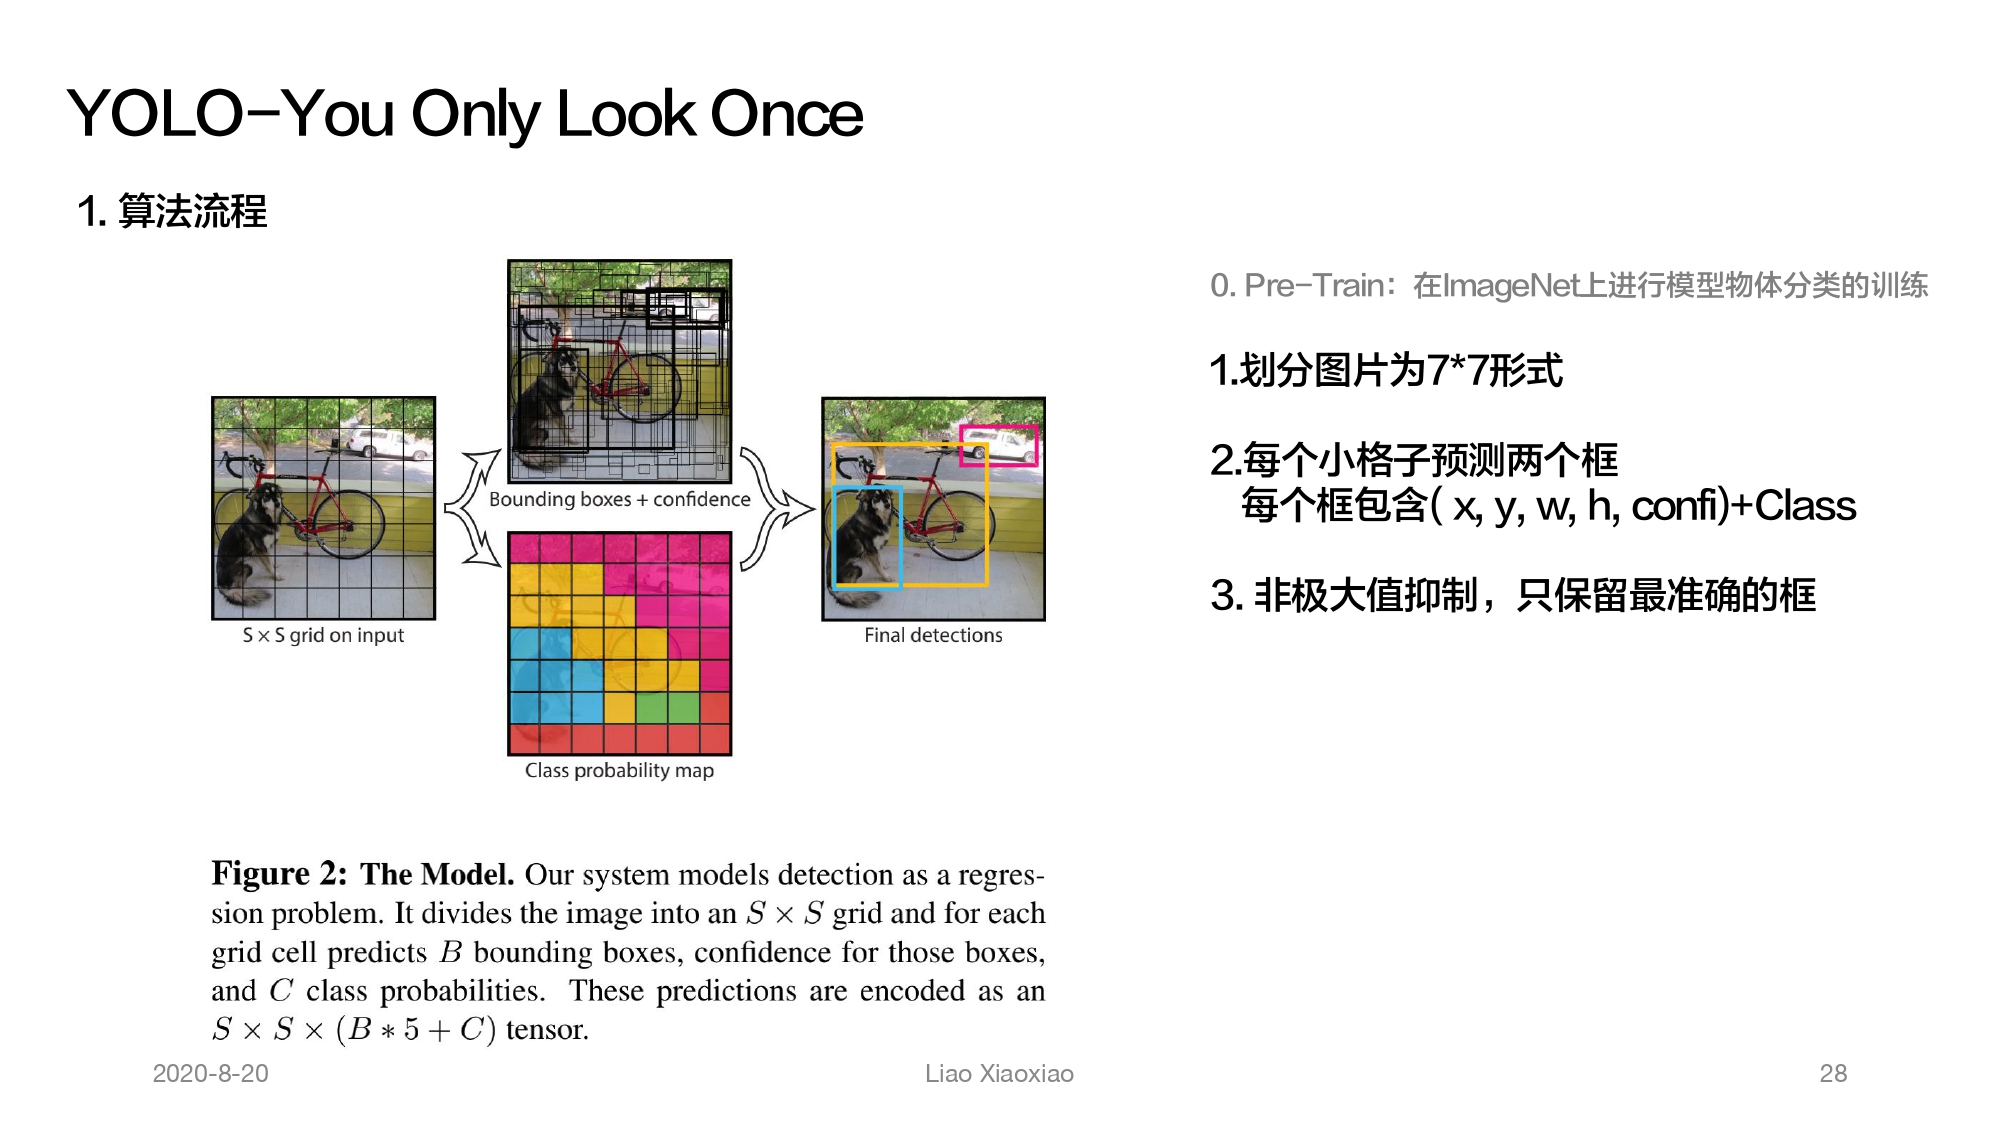 YOLO-You Only Look Once
1. 算法流程
S × S grid on input
Bounding boxes + confidence
Class probability map
Final detections
Figure 2: The Model. Our system models detection as a regres-
sion problem. It divides the image into an S × S grid and for each
grid cell predicts B bounding boxes, confidence for those boxes,
and C class probabilities. These predictions are encoded as an
S × S × (B ∗ 5 + C) tensor.
0. Pre-Train：在ImageNet上进行模型物体分类的训练
1.划分图片为7*7形式
2.每个小格子预测两个框
每个框包含( x, y, w, h, confi)+Class
3. 非极大值抑制，只保留最准确的框
2020-8-20
Liao Xiaoxiao
28